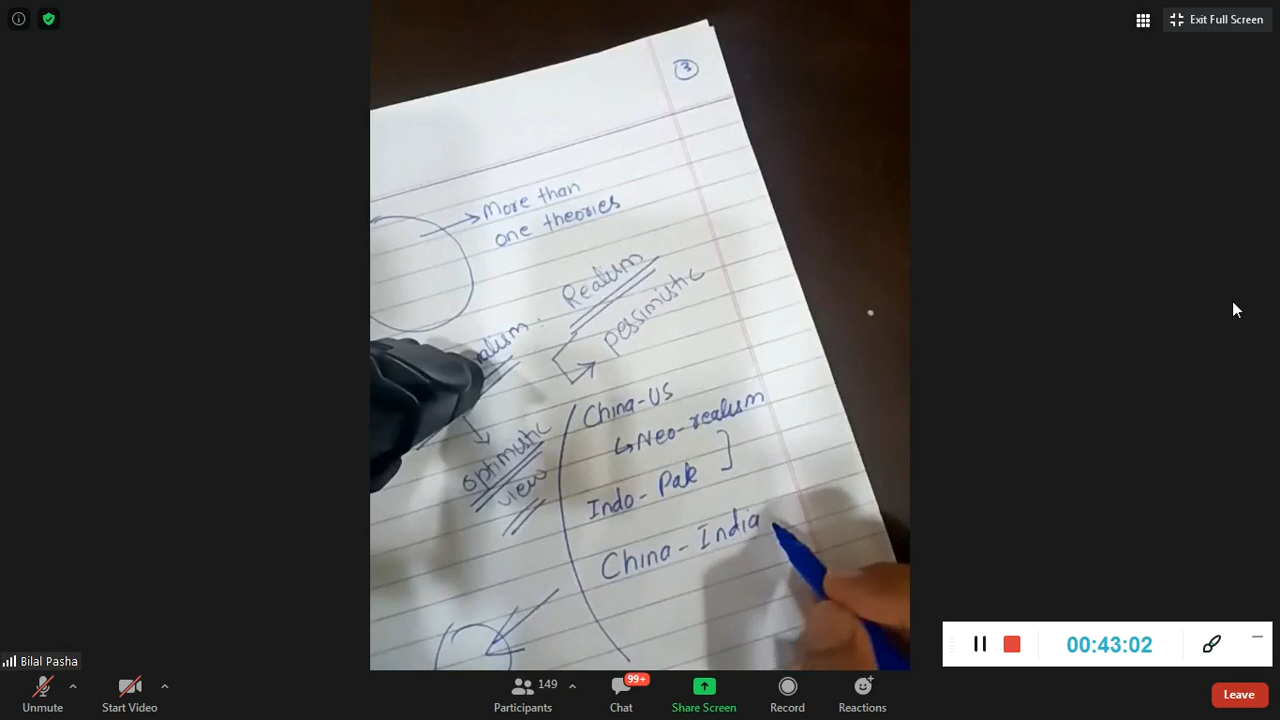 Exit Full Screen
3
More than
one theories
Realism
pessimistic
alism:
optimistic
view
China-US
Neo-realism
Indo-Pak
China-India
00:43:02
Bilal Pasha
Unmute
Start Video
149
Participants
99+
Chat
Share Screen
Record
Reactions
Leave